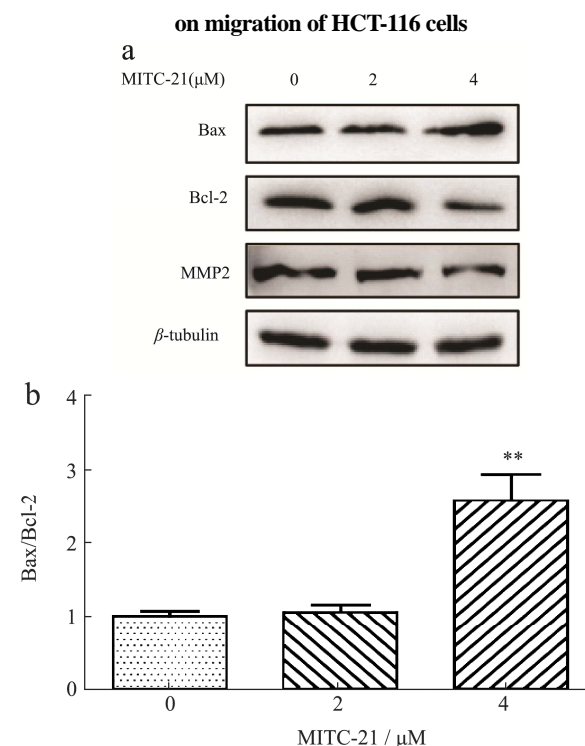 on migration of HCT-116 cells
a
MITC-21(μM) 0 2 4
Bax
Bcl-2
MMP2
β-tubulin
b
4
3
2
1
0
Bax/Bcl-2
**
0 2 4
MITC-21 / μM